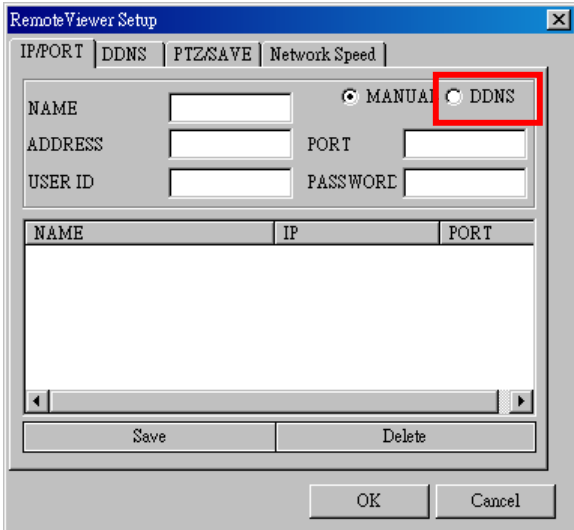 RemoteViewer Setup
IP/PORT DDNS PTZ/SAVE Network Speed
NAME MANUAL DDNS
ADDRESS PORT
USER ID PASSWORD
NAME IP PORT
Save Delete
OK Cancel